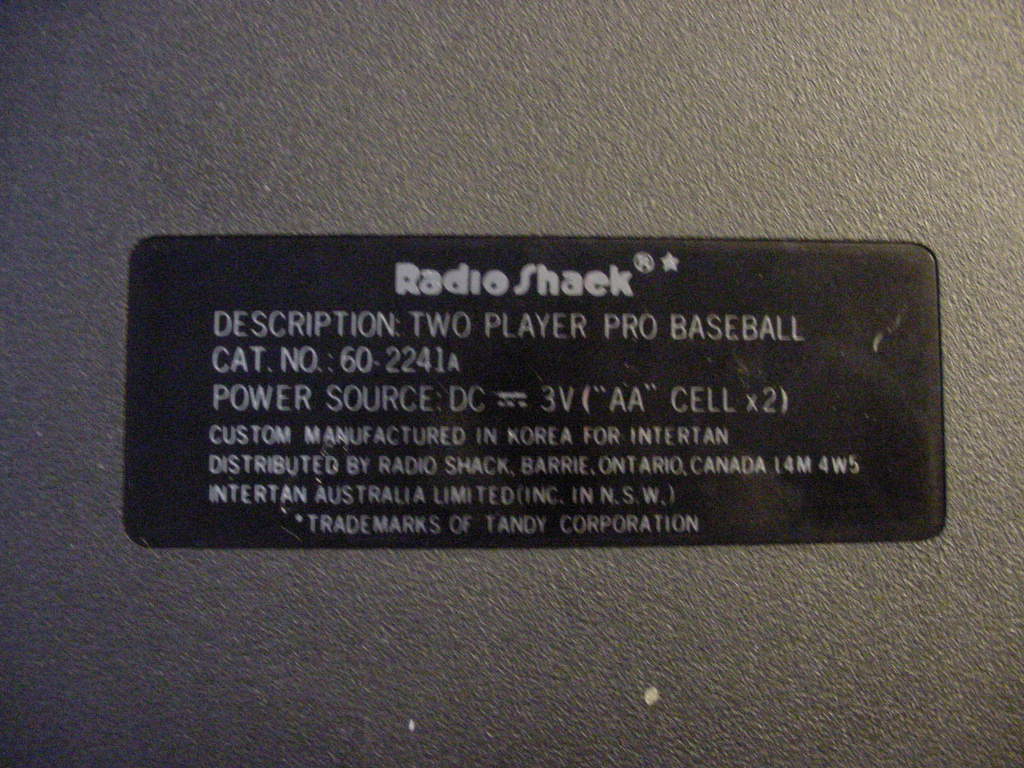 Radio Shack®★
DESCRIPTION: TWO PLAYER PRO BASEBALL
CAT. NO.: 60-2241A
POWER SOURCE: DC ⎓ 3V ("AA" CELL x2)
CUSTOM MANUFACTURED IN KOREA FOR INTERTAN
DISTRIBUTED BY RADIO SHACK, BARRIE, ONTARIO, CANADA L4M 4W5
INTERTAN AUSTRALIA LIMITED (INC. IN N.S.W.)
*TRADEMARKS OF TANDY CORPORATION